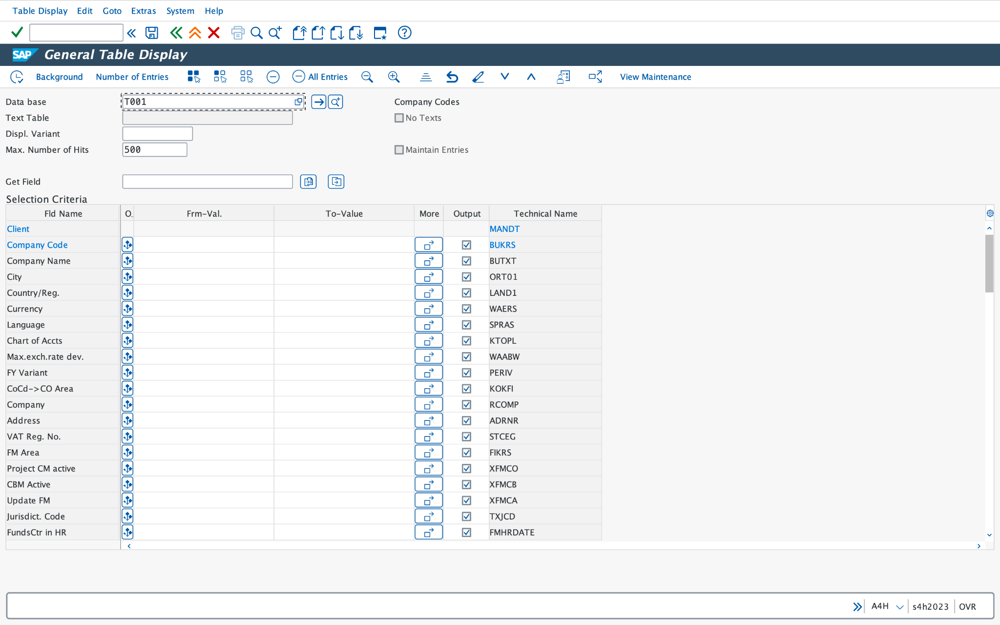 Table Display Edit Goto Extras System Help
SAP General Table Display
Background Number of Entries All Entries View Maintenance
Data base T001 Company Codes
Text Table No Texts
Displ. Variant
Max. Number of Hits 500 Maintain Entries
Get Field
Selection Criteria
Fld Name O.. Frm-Val. To-Value More Output Technical Name
Client MANDT
Company Code BUKRS
Company Name BUTXT
City ORT01
Country/Reg. LAND1
Currency WAERS
Language SPRAS
Chart of Accts KTOPL
Max.exch.rate dev. WAABW
FY Variant PERIV
CoCd->CO Area KOKFI
Company RCOMP
Address ADRNR
VAT Reg. No. STCEG
FM Area FIKRS
Project CM active XFMCO
CBM Active XFMCB
Update FM XFMCA
Jurisdict. Code TXJCD
FundsCtr in HR FMHRDATE
A4H s4h2023 OVR